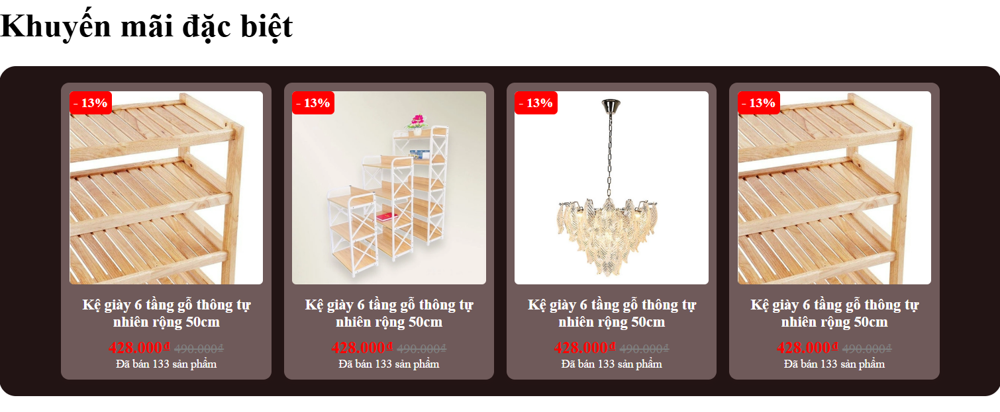 Khuyến mãi đặc biệt
- 13%
Kệ giày 6 tầng gỗ thông tự
nhiên rộng 50cm
428.000₫ 490.000₫
Đã bán 133 sản phẩm
- 13%
Kệ giày 6 tầng gỗ thông tự
nhiên rộng 50cm
428.000₫ 490.000₫
Đã bán 133 sản phẩm
- 13%
Kệ giày 6 tầng gỗ thông tự
nhiên rộng 50cm
428.000₫ 490.000₫
Đã bán 133 sản phẩm
- 13%
Kệ giày 6 tầng gỗ thông tự
nhiên rộng 50cm
428.000₫ 490.000₫
Đã bán 133 sản phẩm